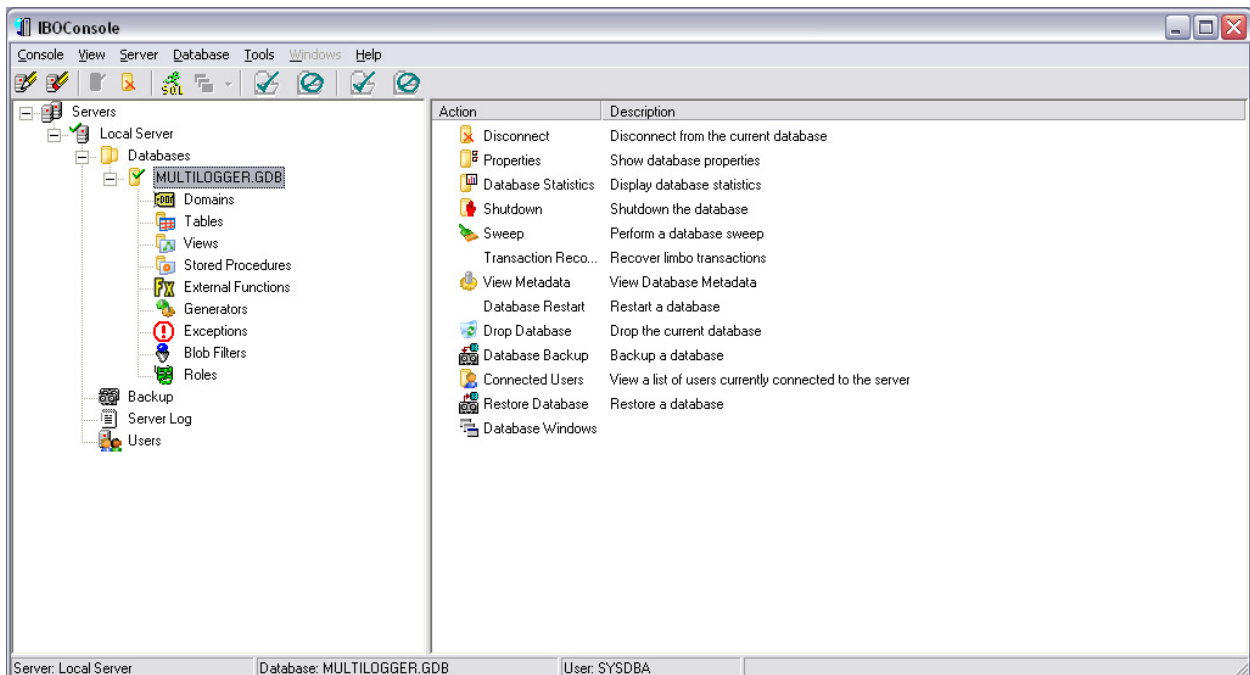 IBOConsole
Console View Server Database Tools Windows Help
SQL
Servers
Local Server
Databases
MULTILOGGER.GDB
Domains
Tables
Views
Stored Procedures
External Functions
Generators
Exceptions
Blob Filters
Roles
Backup
Server Log
Users
Action Description
Disconnect Disconnect from the current database
Properties Show database properties
Database Statistics Display database statistics
Shutdown Shutdown the database
Sweep Perform a database sweep
Transaction Reco... Recover limbo transactions
View Metadata View Database Metadata
Database Restart Restart a database
Drop Database Drop the current database
Database Backup Backup a database
Connected Users View a list of users currently connected to the server
Restore Database Restore a database
Database Windows
Server: Local Server Database: MULTILOGGER.GDB User: SYSDBA